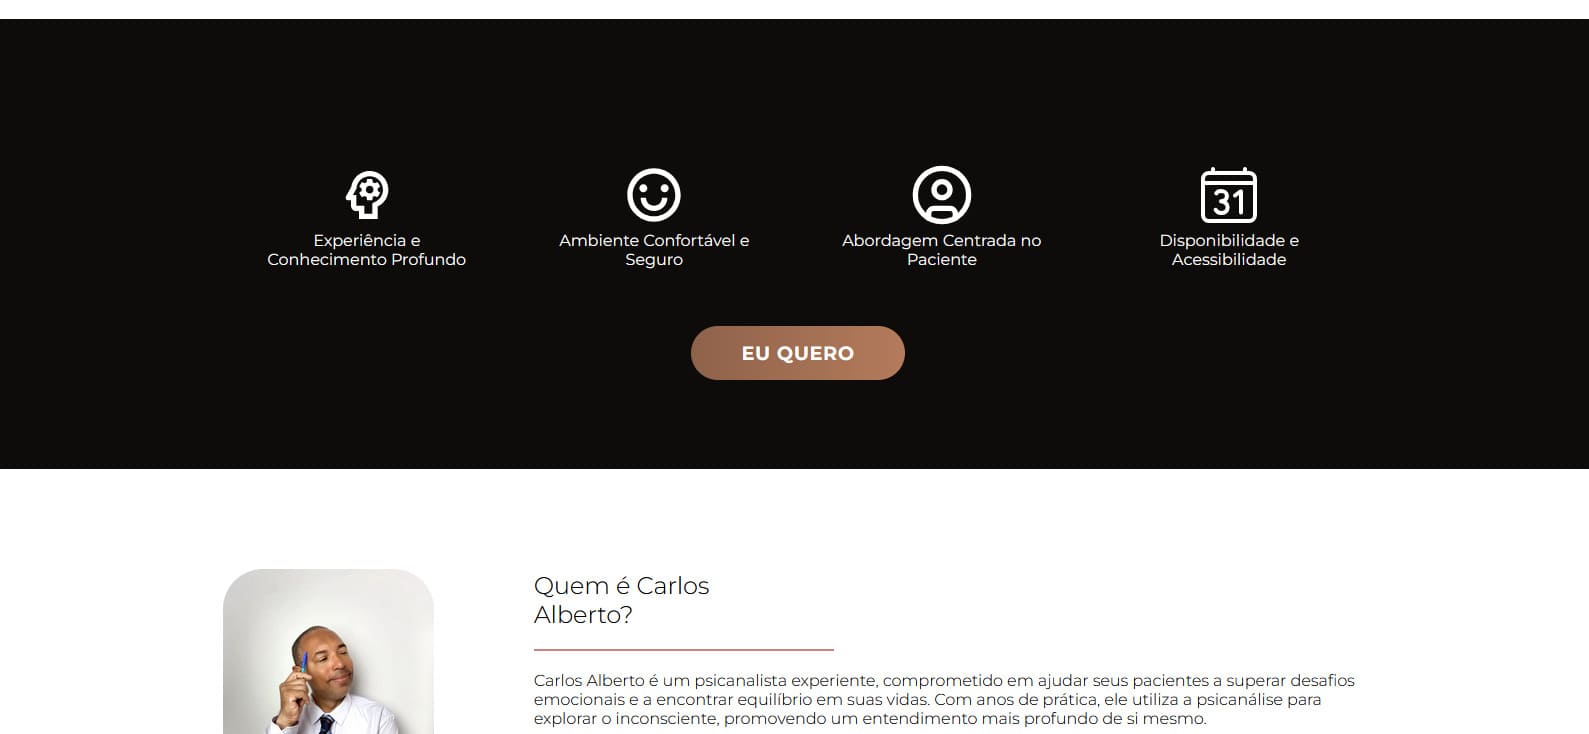 31
Experiência e
Conhecimento Profundo
Ambiente Confortável e
Seguro
Abordagem Centrada no
Paciente
Disponibilidade e
Acessibilidade
EU QUERO
Quem é Carlos
Alberto?
Carlos Alberto é um psicanalista experiente, comprometido em ajudar seus pacientes a superar desafios
emocionais e a encontrar equilíbrio em suas vidas. Com anos de prática, ele utiliza a psicanálise para
explorar o inconsciente, promovendo um entendimento mais profundo de si mesmo.